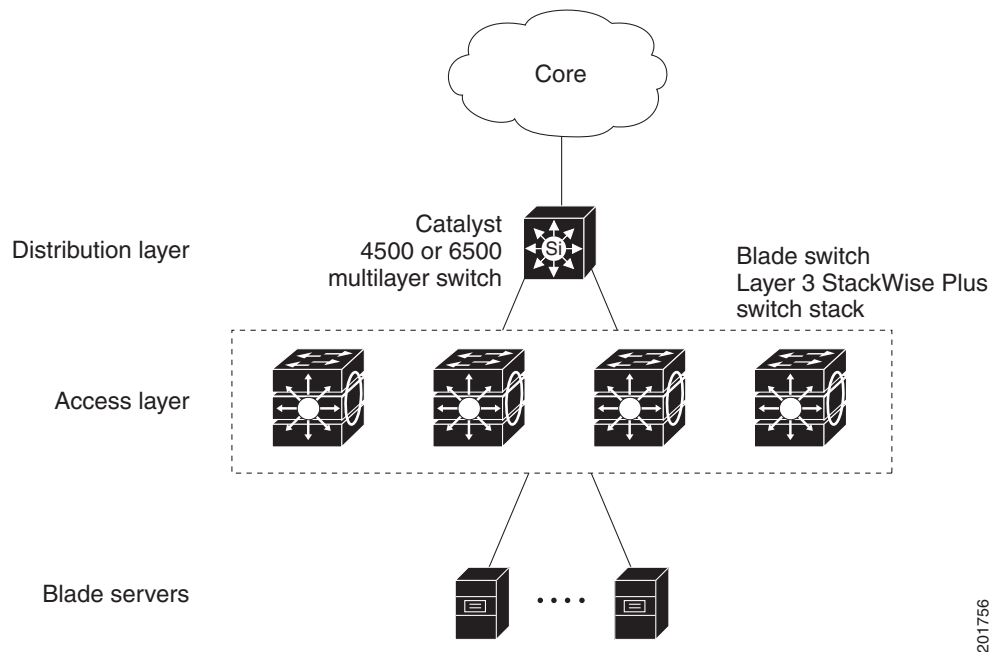 Core
Catalyst
4500 or 6500
multilayer switch
Distribution layer
Si
Blade switch
Layer 3 StackWise Plus
switch stack
Access layer
Blade servers
201756